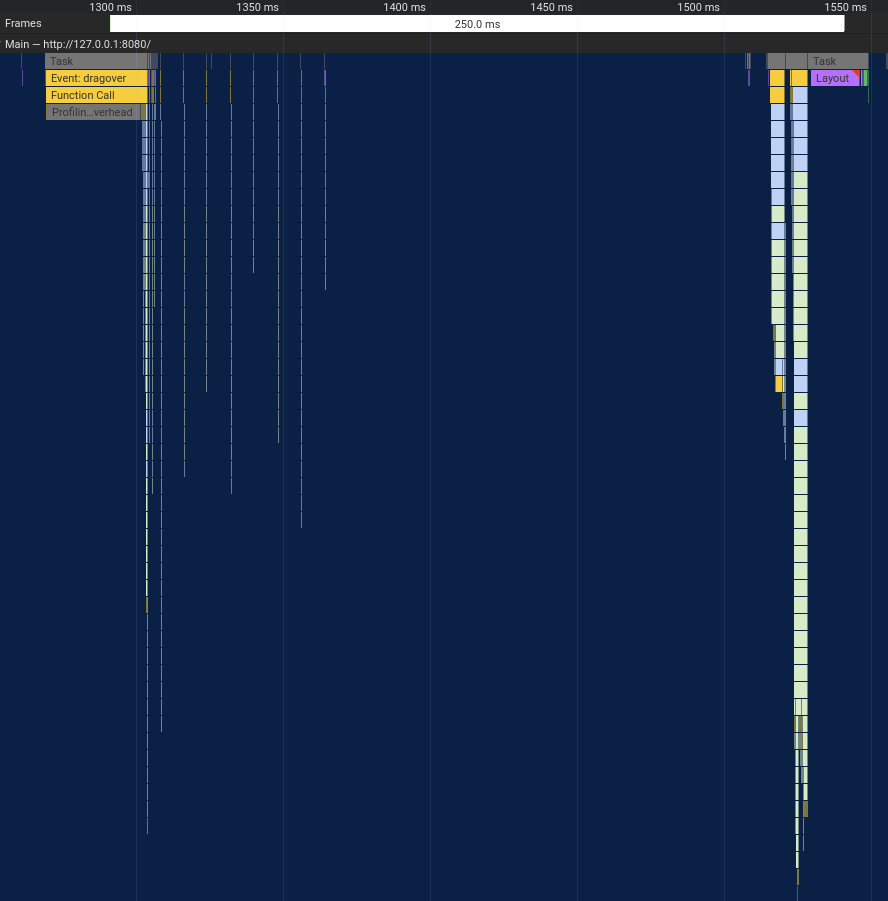 1300 ms 1350 ms 1400 ms 1450 ms 1500 ms 1550 ms
Frames 250.0 ms
Main — http://127.0.0.1:8080/
Task Task
Event: dragover Layout
Function Call
Profilin…verhead